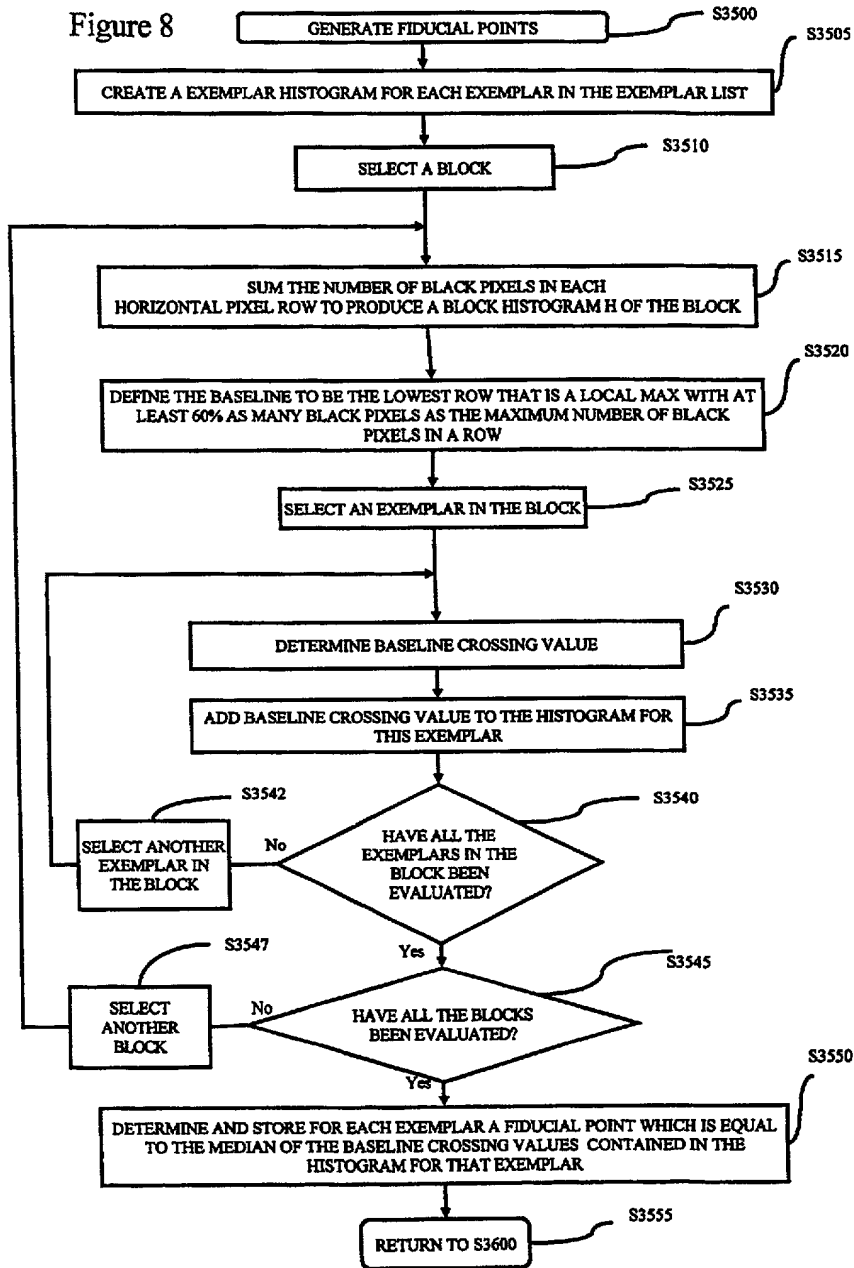 Figure 8
S3500
GENERATE FIDUCIAL POINTS
S3505
CREATE A EXEMPLAR HISTOGRAM FOR EACH EXEMPLAR IN THE EXEMPLAR LIST
S3510
SELECT A BLOCK
S3515
SUM THE NUMBER OF BLACK PIXELS IN EACH
HORIZONTAL PIXEL ROW TO PRODUCE A BLOCK HISTOGRAM H OF THE BLOCK
S3520
DEFINE THE BASELINE TO BE THE LOWEST ROW THAT IS A LOCAL MAX WITH AT
LEAST 60% AS MANY BLACK PIXELS AS THE MAXIMUM NUMBER OF BLACK
PIXELS IN A ROW
S3525
SELECT AN EXEMPLAR IN THE BLOCK
S3530
DETERMINE BASELINE CROSSING VALUE
S3535
ADD BASELINE CROSSING VALUE TO THE HISTOGRAM FOR
THIS EXEMPLAR
S3542
S3540
SELECT ANOTHER
EXEMPLAR IN
THE BLOCK
No
HAVE ALL THE
EXEMPLARS IN THE
BLOCK BEEN
EVALUATED?
Yes
S3547
S3545
SELECT
ANOTHER
BLOCK
No
HAVE ALL THE BLOCKS
BEEN EVALUATED?
Yes
S3550
DETERMINE AND STORE FOR EACH EXEMPLAR A FIDUCIAL POINT WHICH IS EQUAL
TO THE MEDIAN OF THE BASELINE CROSSING VALUES CONTAINED IN THE
HISTOGRAM FOR THAT EXEMPLAR
S3555
RETURN TO S3600